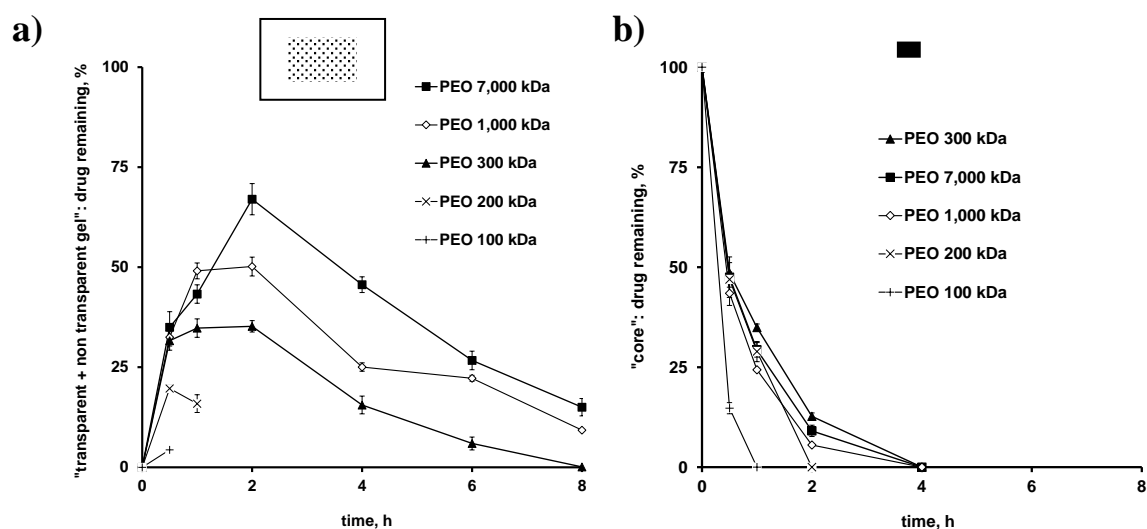 a)
"transparent + non transparent gel": drug remaining, %
100
75
50
25
0
PEO 7,000 kDa
PEO 1,000 kDa
PEO 300 kDa
PEO 200 kDa
PEO 100 kDa
0 2 4 6 8
time, h
b)
"core": drug remaining, %
100
75
50
25
0
PEO 300 kDa
PEO 7,000 kDa
PEO 1,000 kDa
PEO 200 kDa
PEO 100 kDa
0 2 4 6 8
time, h